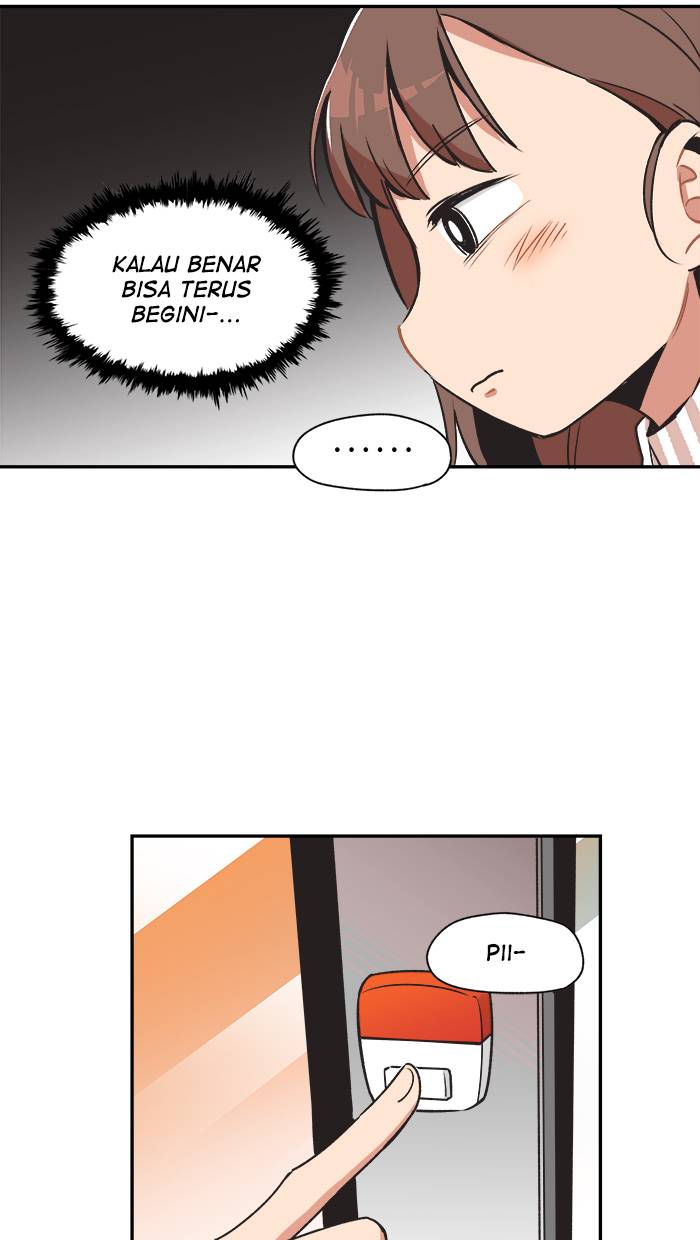 KALAU BENAR
BISA TERUS
BEGINI-...
......
PII-